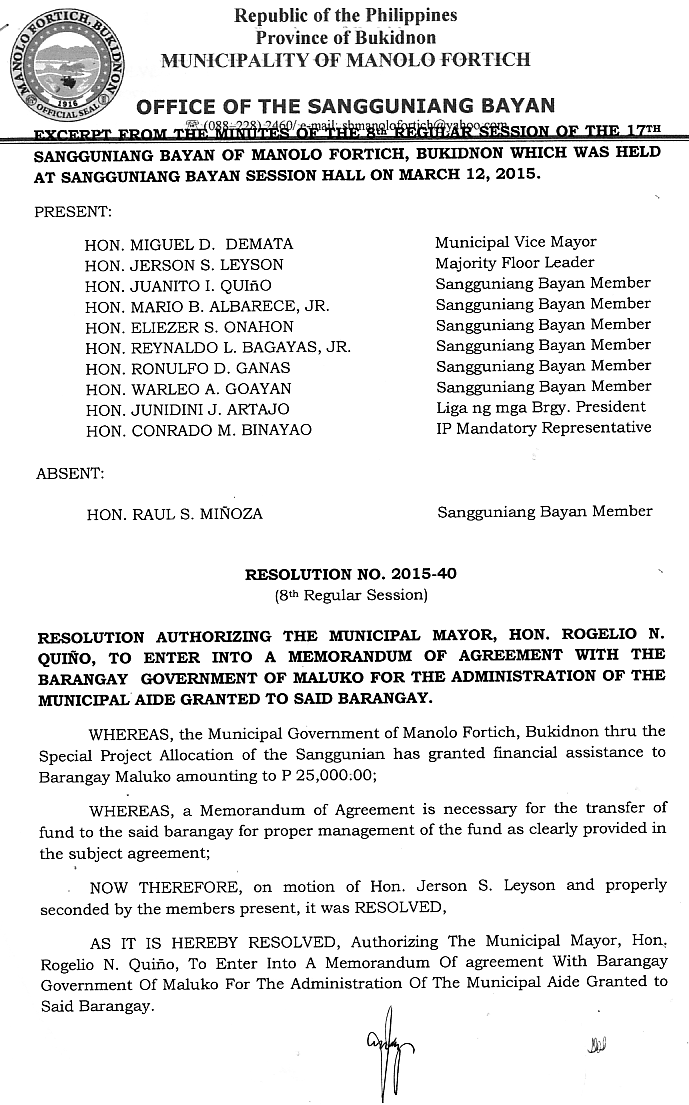 Republic of the Philippines
Province of Bukidnon
MUNICIPALITY OF MANOLO FORTICH
MANOLO FORTICH, BUKIDNON
1916
OFFICIAL SEAL
OFFICE OF THE SANGGUNIANG BAYAN
☏ (088-228) 2460/ e-mail: sbmanolofortich@yahoo.com
EXCERPT FROM THE MINUTES OF THE 8th REGULAR SESSION OF THE 17TH
SANGGUNIANG BAYAN OF MANOLO FORTICH, BUKIDNON WHICH WAS HELD
AT SANGGUNIANG BAYAN SESSION HALL ON MARCH 12, 2015.
PRESENT:
HON. MIGUEL D. DEMATA Municipal Vice Mayor
HON. JERSON S. LEYSON Majority Floor Leader
HON. JUANITO I. QUIñO Sangguniang Bayan Member
HON. MARIO B. ALBARECE, JR. Sangguniang Bayan Member
HON. ELIEZER S. ONAHON Sangguniang Bayan Member
HON. REYNALDO L. BAGAYAS, JR. Sangguniang Bayan Member
HON. RONULFO D. GANAS Sangguniang Bayan Member
HON. WARLEO A. GOAYAN Sangguniang Bayan Member
HON. JUNIDINI J. ARTAJO Liga ng mga Brgy. President
HON. CONRADO M. BINAYAO IP Mandatory Representative
ABSENT:
HON. RAUL S. MIÑOZA Sangguniang Bayan Member
RESOLUTION NO. 2015-40
(8th Regular Session)
RESOLUTION AUTHORIZING THE MUNICIPAL MAYOR, HON. ROGELIO N.
QUIÑO, TO ENTER INTO A MEMORANDUM OF AGREEMENT WITH THE
BARANGAY GOVERNMENT OF MALUKO FOR THE ADMINISTRATION OF THE
MUNICIPAL AIDE GRANTED TO SAID BARANGAY.
WHEREAS, the Municipal Government of Manolo Fortich, Bukidnon thru the
Special Project Allocation of the Sanggunian has granted financial assistance to
Barangay Maluko amounting to P 25,000:00;
WHEREAS, a Memorandum of Agreement is necessary for the transfer of
fund to the said barangay for proper management of the fund as clearly provided in
the subject agreement;
NOW THEREFORE, on motion of Hon. Jerson S. Leyson and properly
seconded by the members present, it was RESOLVED,
AS IT IS HEREBY RESOLVED, Authorizing The Municipal Mayor, Hon.
Rogelio N. Quiño, To Enter Into A Memorandum Of agreement With Barangay
Government Of Maluko For The Administration Of The Municipal Aide Granted to
Said Barangay.